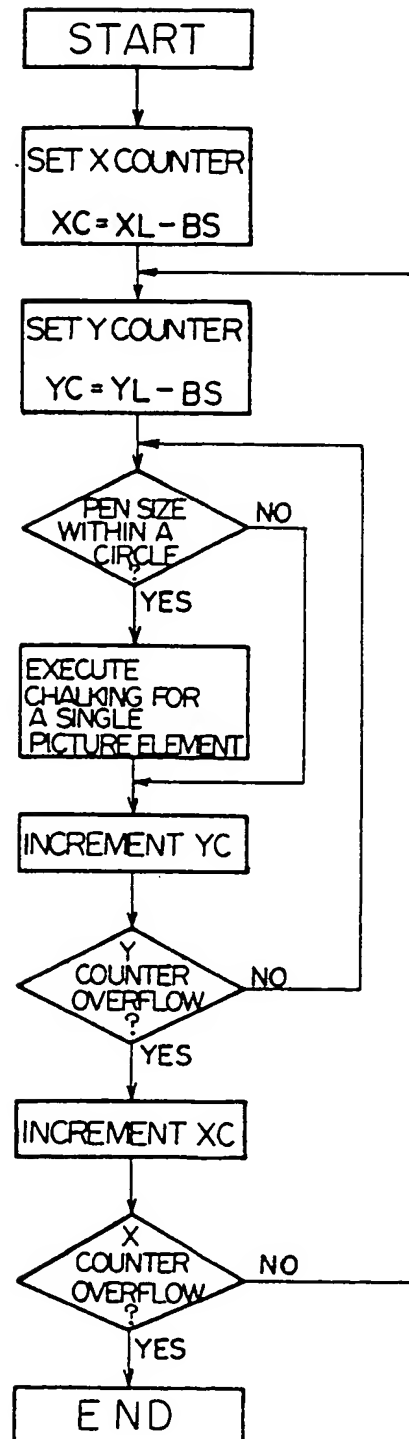 START
SET X COUNTER
XC = XL - BS
SET Y COUNTER
YC = YL - BS
PEN SIZE
WITHIN A
CIRCLE
?
NO
YES
EXECUTE
CHALKING FOR
A SINGLE
PICTURE ELEMENT
INCREMENT YC
Y
COUNTER
OVERFLOW
?
NO
YES
INCREMENT XC
X
COUNTER
OVERFLOW
?
NO
YES
END